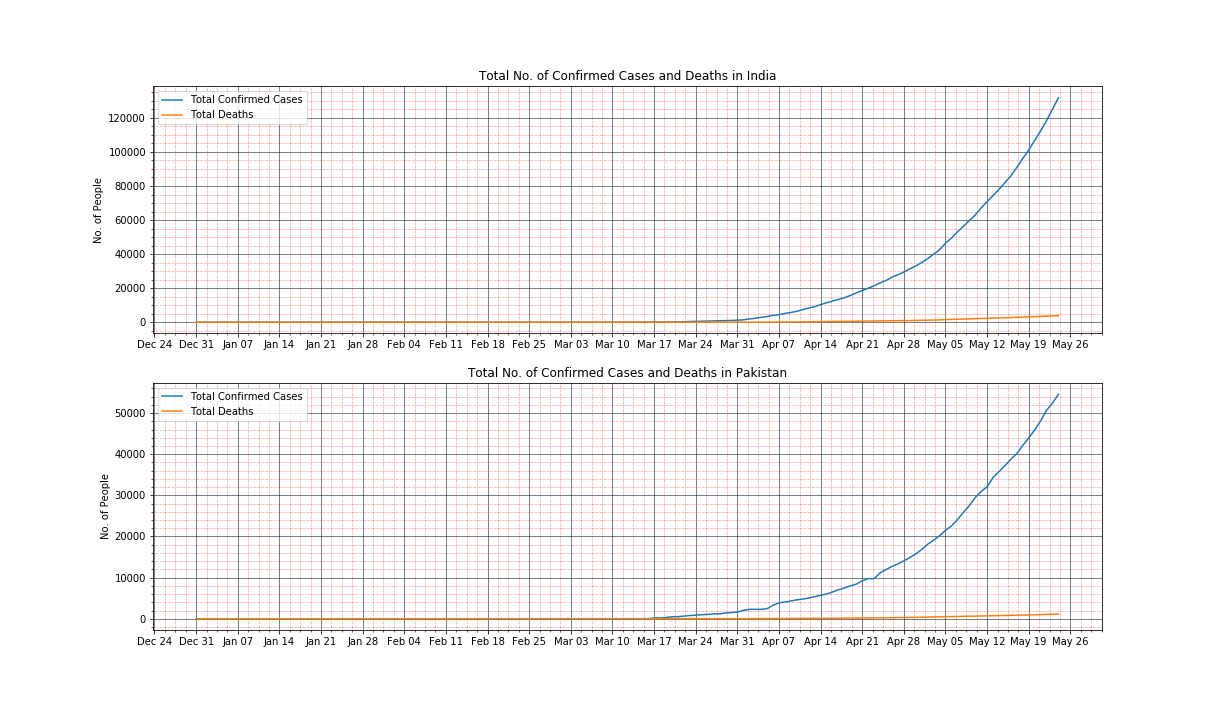 Total No. of Confirmed Cases and Deaths in India
Total Confirmed Cases
Total Deaths
No. of People
120000
100000
80000
60000
40000
20000
0
Dec 24 Dec 31 Jan 07 Jan 14 Jan 21 Jan 28 Feb 04 Feb 11 Feb 18 Feb 25 Mar 03 Mar 10 Mar 17 Mar 24 Mar 31 Apr 07 Apr 14 Apr 21 Apr 28 May 05 May 12 May 19 May 26
Total No. of Confirmed Cases and Deaths in Pakistan
Total Confirmed Cases
Total Deaths
No. of People
50000
40000
30000
20000
10000
0
Dec 24 Dec 31 Jan 07 Jan 14 Jan 21 Jan 28 Feb 04 Feb 11 Feb 18 Feb 25 Mar 03 Mar 10 Mar 17 Mar 24 Mar 31 Apr 07 Apr 14 Apr 21 Apr 28 May 05 May 12 May 19 May 26